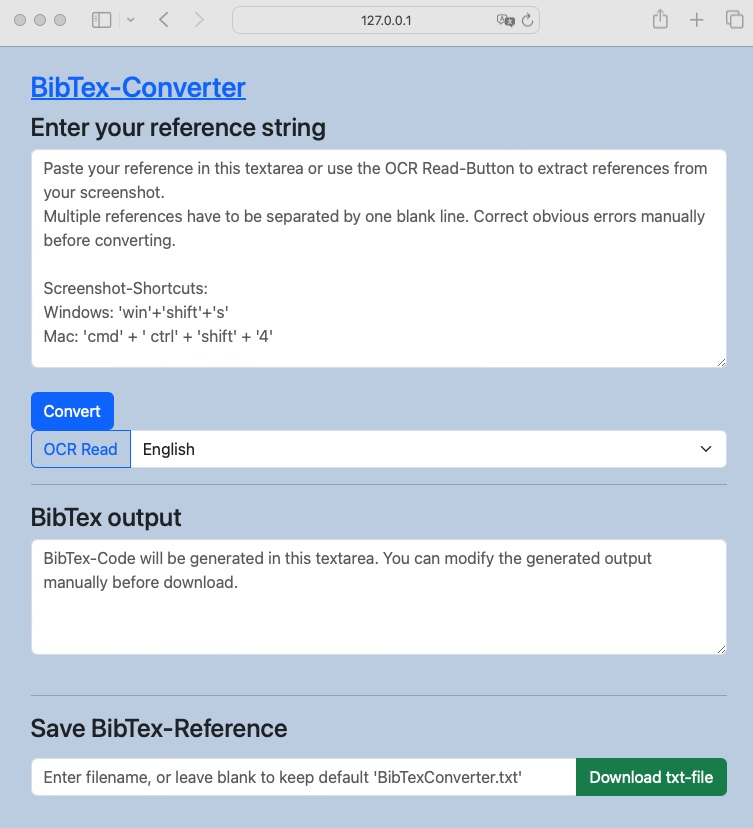 127.0.0.1
BibTex-Converter
Enter your reference string
Paste your reference in this textarea or use the OCR Read-Button to extract references from
your screenshot.
Multiple references have to be separated by one blank line. Correct obvious errors manually
before converting.
Screenshot-Shortcuts:
Windows: 'win'+'shift'+'s'
Mac: 'cmd' + ' ctrl' + 'shift' + '4'
Convert
OCR Read English
BibTex output
BibTex-Code will be generated in this textarea. You can modify the generated output
manually before download.
Save BibTex-Reference
Enter filename, or leave blank to keep default 'BibTexConverter.txt' Download txt-file